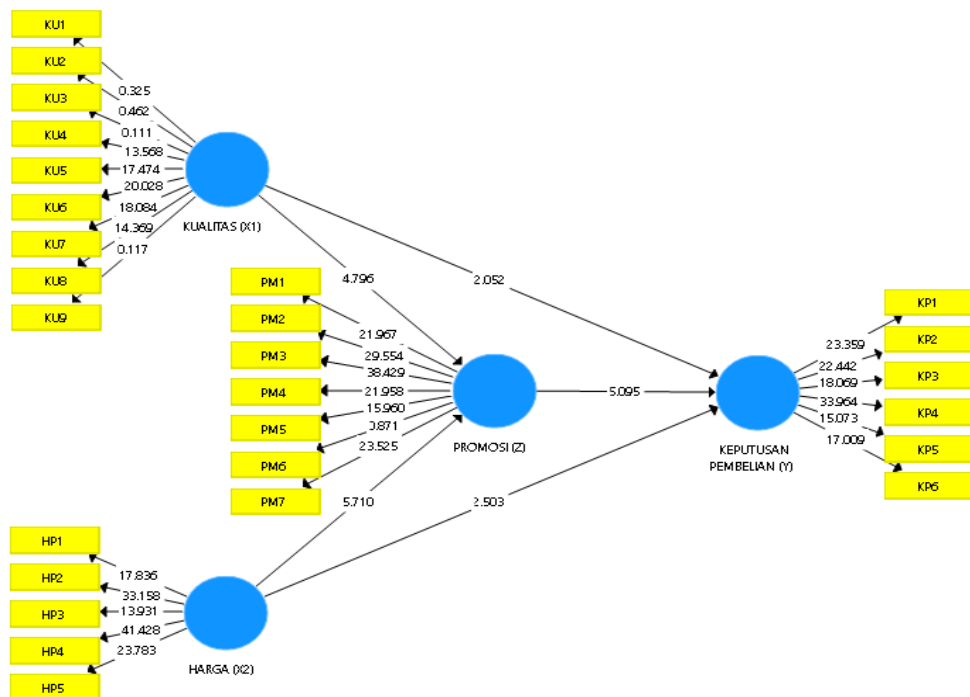 KU1
KU2
KU3
KU4
KU5
KU6
KU7
KU8
KU9
0.325
0.462
0.111
13.568
17.474
20.028
18.084
14.369
0.117
KUALITAS (X1)
4.796
2.052
PM1
PM2
PM3
PM4
PM5
PM6
PM7
21.967
29.554
38.429
21.958
15.960
0.871
23.525
PROMOSI (Z)
5.095
5.710
2.503
KP1
KP2
KP3
KP4
KP5
KP6
23.359
22.442
18.069
33.964
15.073
17.009
KEPUTUSAN
PEMBELIAN (Y)
HP1
HP2
HP3
HP4
HP5
17.836
33.158
13.931
41.428
23.783
HARGA (X2)